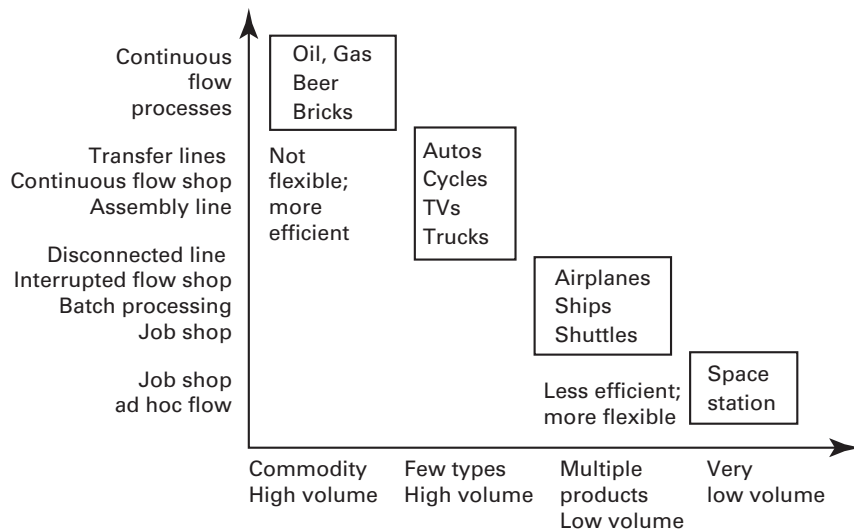 Continuous
flow
processes
Oil, Gas
Beer
Bricks
Transfer lines
Continuous flow shop
Assembly line
Not
flexible;
more
efficient
Autos
Cycles
TVs
Trucks
Disconnected line
Interrupted flow shop
Batch processing
Job shop
Airplanes
Ships
Shuttles
Job shop
ad hoc flow
Less efficient;
more flexible
Space
station
Commodity
High volume
Few types
High volume
Multiple
products
Low volume
Very
low volume